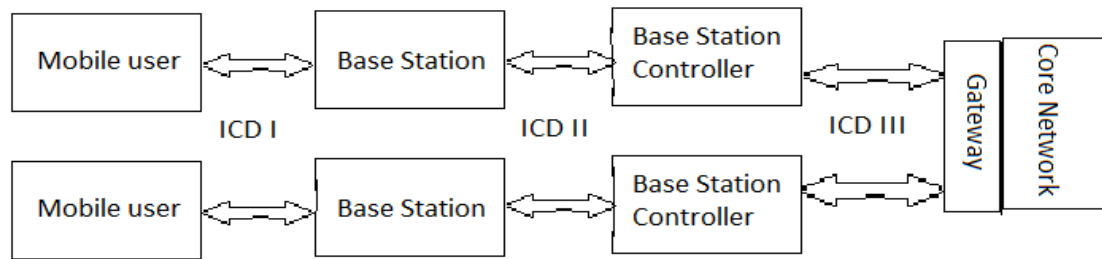 Mobile user
Base Station
Base Station
Controller
ICD I
ICD II
ICD III
Gateway
Core Network
Mobile user
Base Station
Base Station
Controller